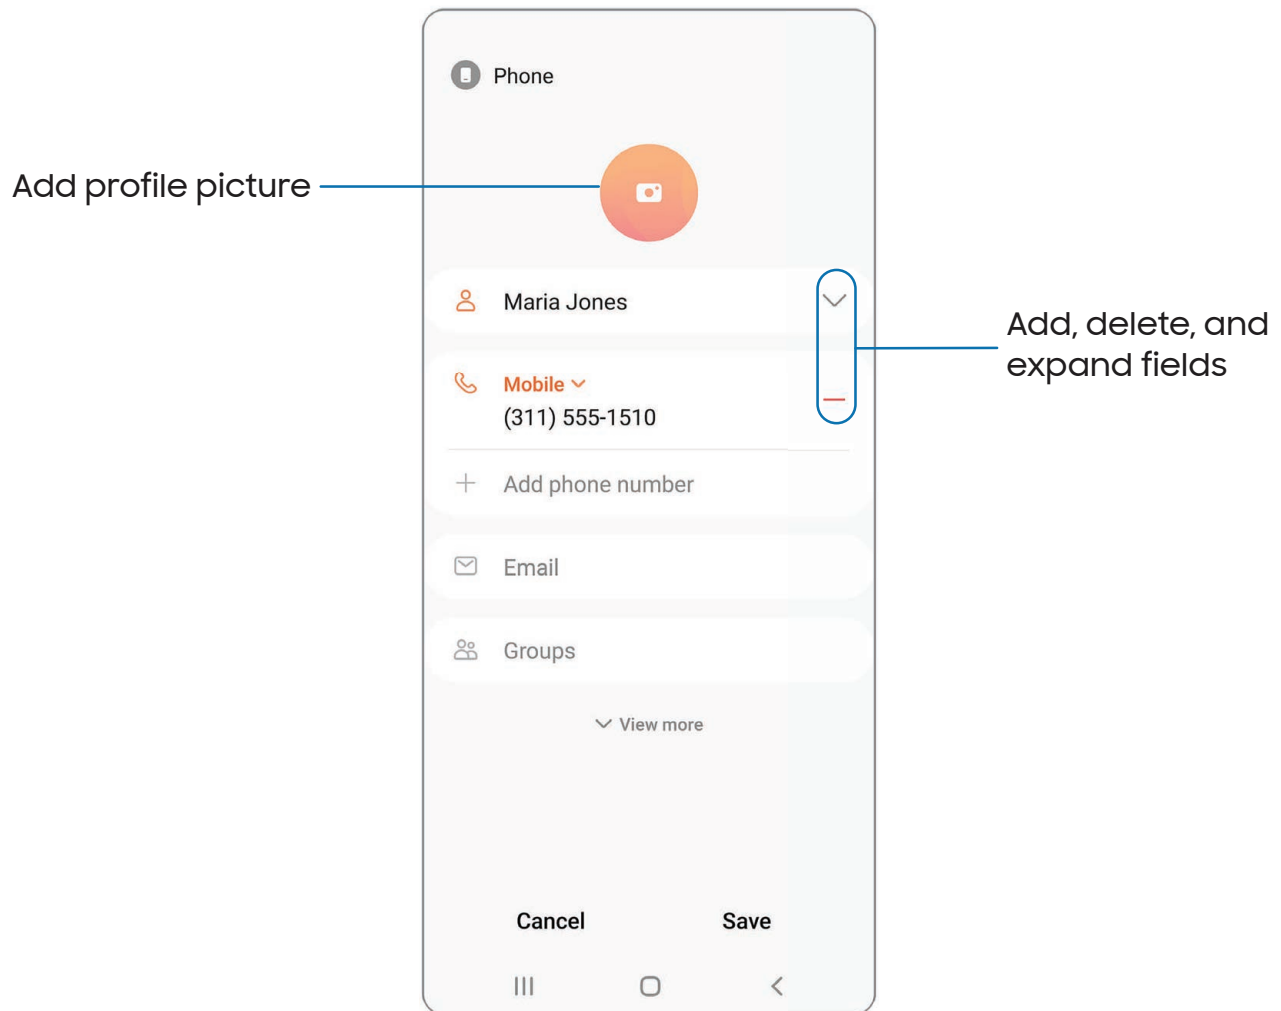 Phone
Add profile picture
Maria Jones
Add, delete, and
expand fields
Mobile
(311) 555-1510
Add phone number
Email
Groups
View more
Cancel
Save